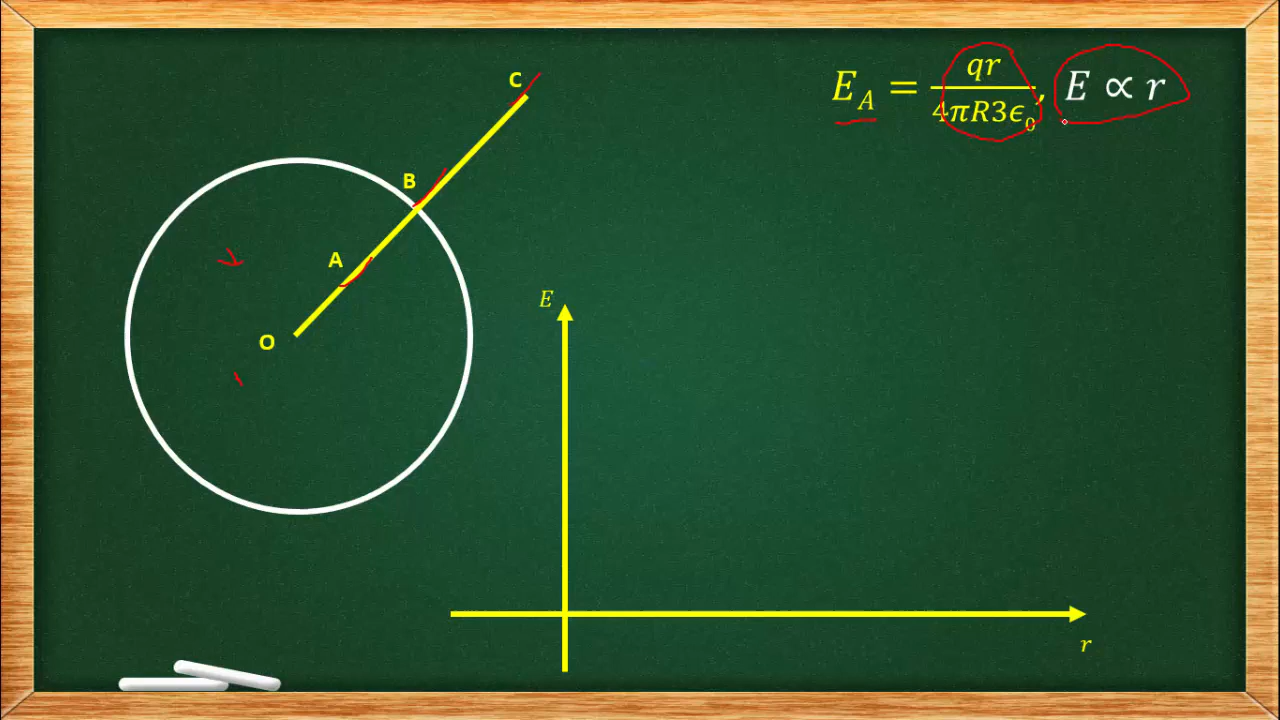 E_A = qr / 4πR3ϵ_0 , E ∝ r
C
B
A
O
E
r